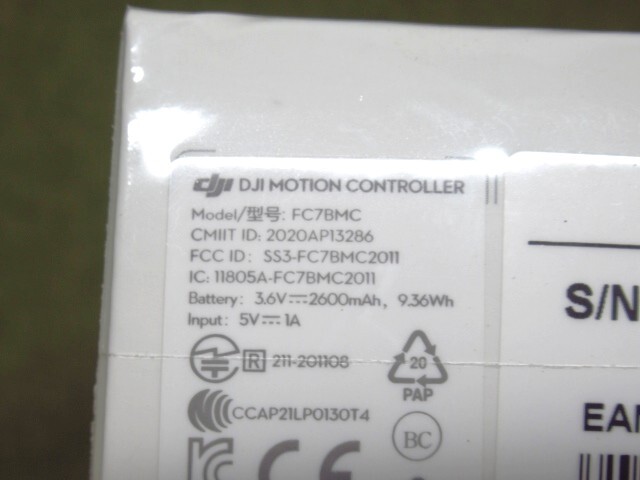 dji DJI MOTION CONTROLLER
Model/型号: FC7BMC
CMIIT ID: 2020AP13286
FCC ID: SS3-FC7BMC2011
IC: 11805A-FC7BMC2011
Battery: 3.6V⎓2600mAh, 9.36Wh
Input: 5V⎓1A
R 211-201108
20
PAP
CCAP21LP0130T4
BC
CE
S/N
EAN